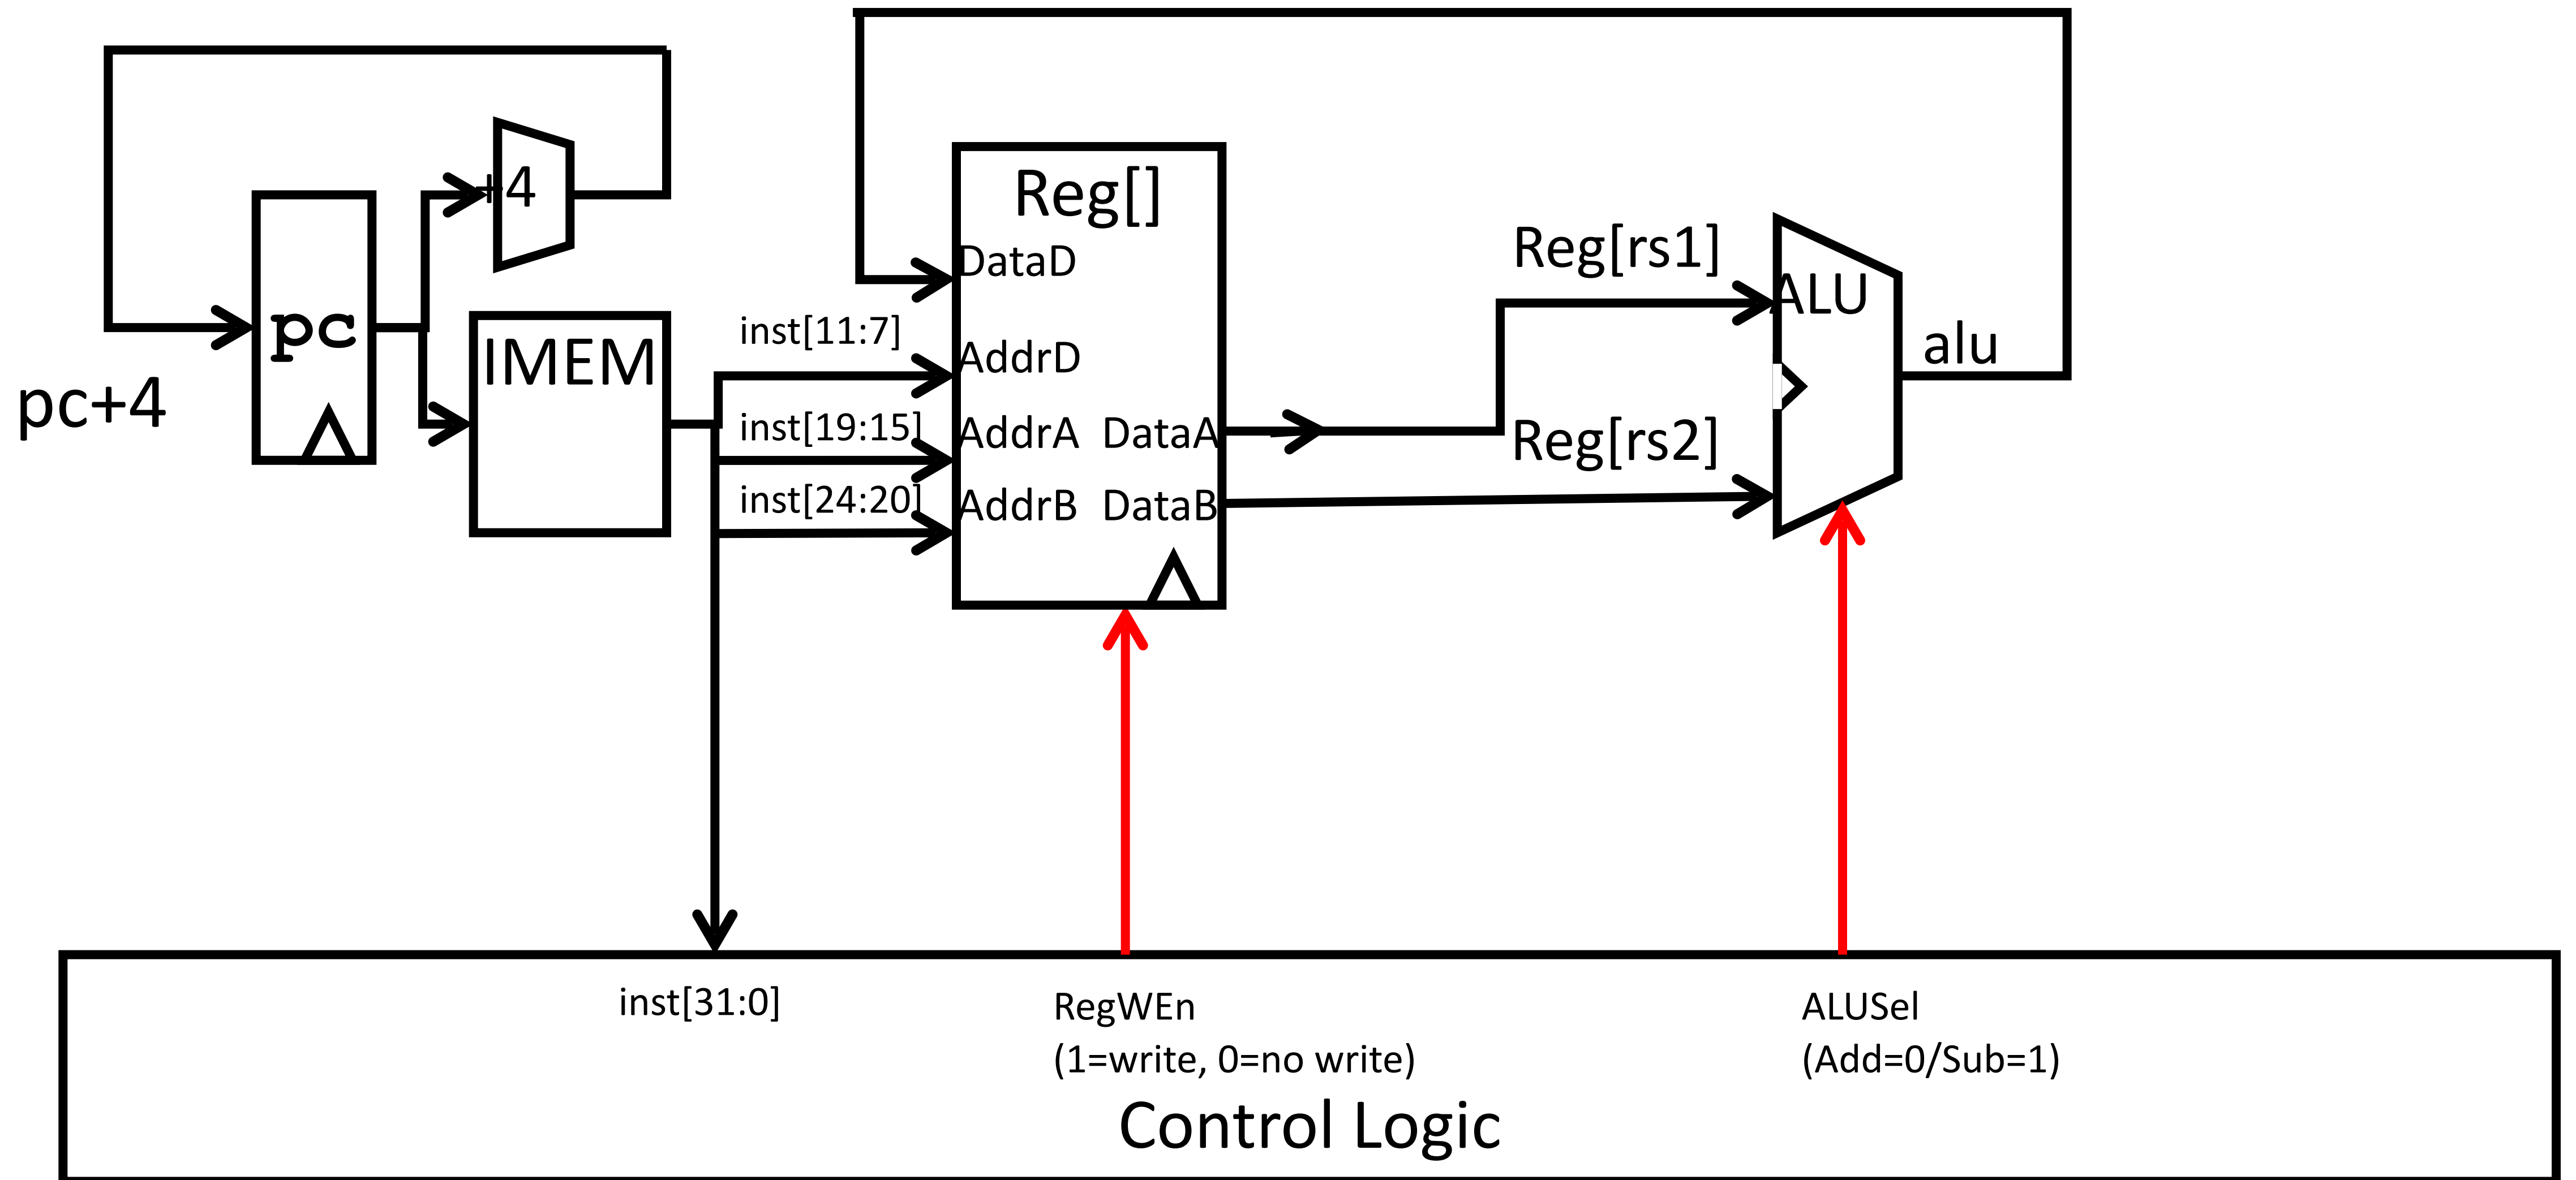 +4
Reg[]
DataD
Reg[rs1]
ALU
pc
inst[11:7]
IMEM
AddrD
alu
pc+4
inst[19:15]
AddrA DataA
Reg[rs2]
inst[24:20]
AddrB DataB
inst[31:0]
RegWEn
(1=write, 0=no write)
ALUSel
(Add=0/Sub=1)
Control Logic